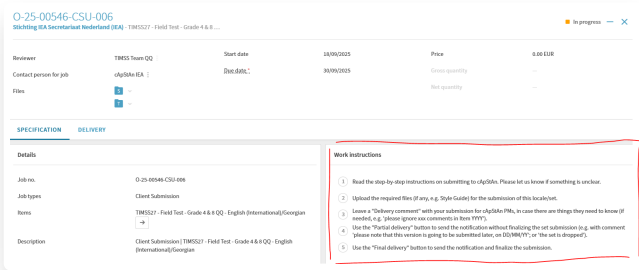 O-25-00546-CSU-006
Stichting IEA Secretariaat Nederland (IEA) - TIMSS27 - Field Test - Grade 4 & 8 ...
In progress
Reviewer TIMSS Team QQ
Contact person for job cApStAn IEA
Files
Start date 18/09/2025
Due date * 30/09/2025
Price 0.00 EUR
Gross quantity --
Net quantity --
SPECIFICATION DELIVERY
Details
Job no. O-25-00546-CSU-006
Job types Client Submission
Items TIMSS27 - Field Test - Grade 4 & 8 QQ - English (International)/Georgian
Description Client Submission | TIMSS27 - Field Test - Grade 4 & 8 QQ - English
(International)/Georgian
Work instructions
1 Read the step-by-step instructions on submitting to cApStAn. Please let us know if something is unclear.
2 Upload the required files (if any, e.g. Style Guide) for the submission of this locale/set.
3 Leave a "Delivery comment" with your submission for cApStAn PMs, in case there are things they need to know (if
needed, e.g. 'please ignore xxx comments in Item YYYY').
4 Use the "Partial delivery" button to send the notification without finalizing the set submission (e.g. with comment
'please note that this version is going to be submitted later, on DD/MM/YY'; or 'the set is dropped').
5 Use the "Final delivery" button to send the notification and finalize the submission.